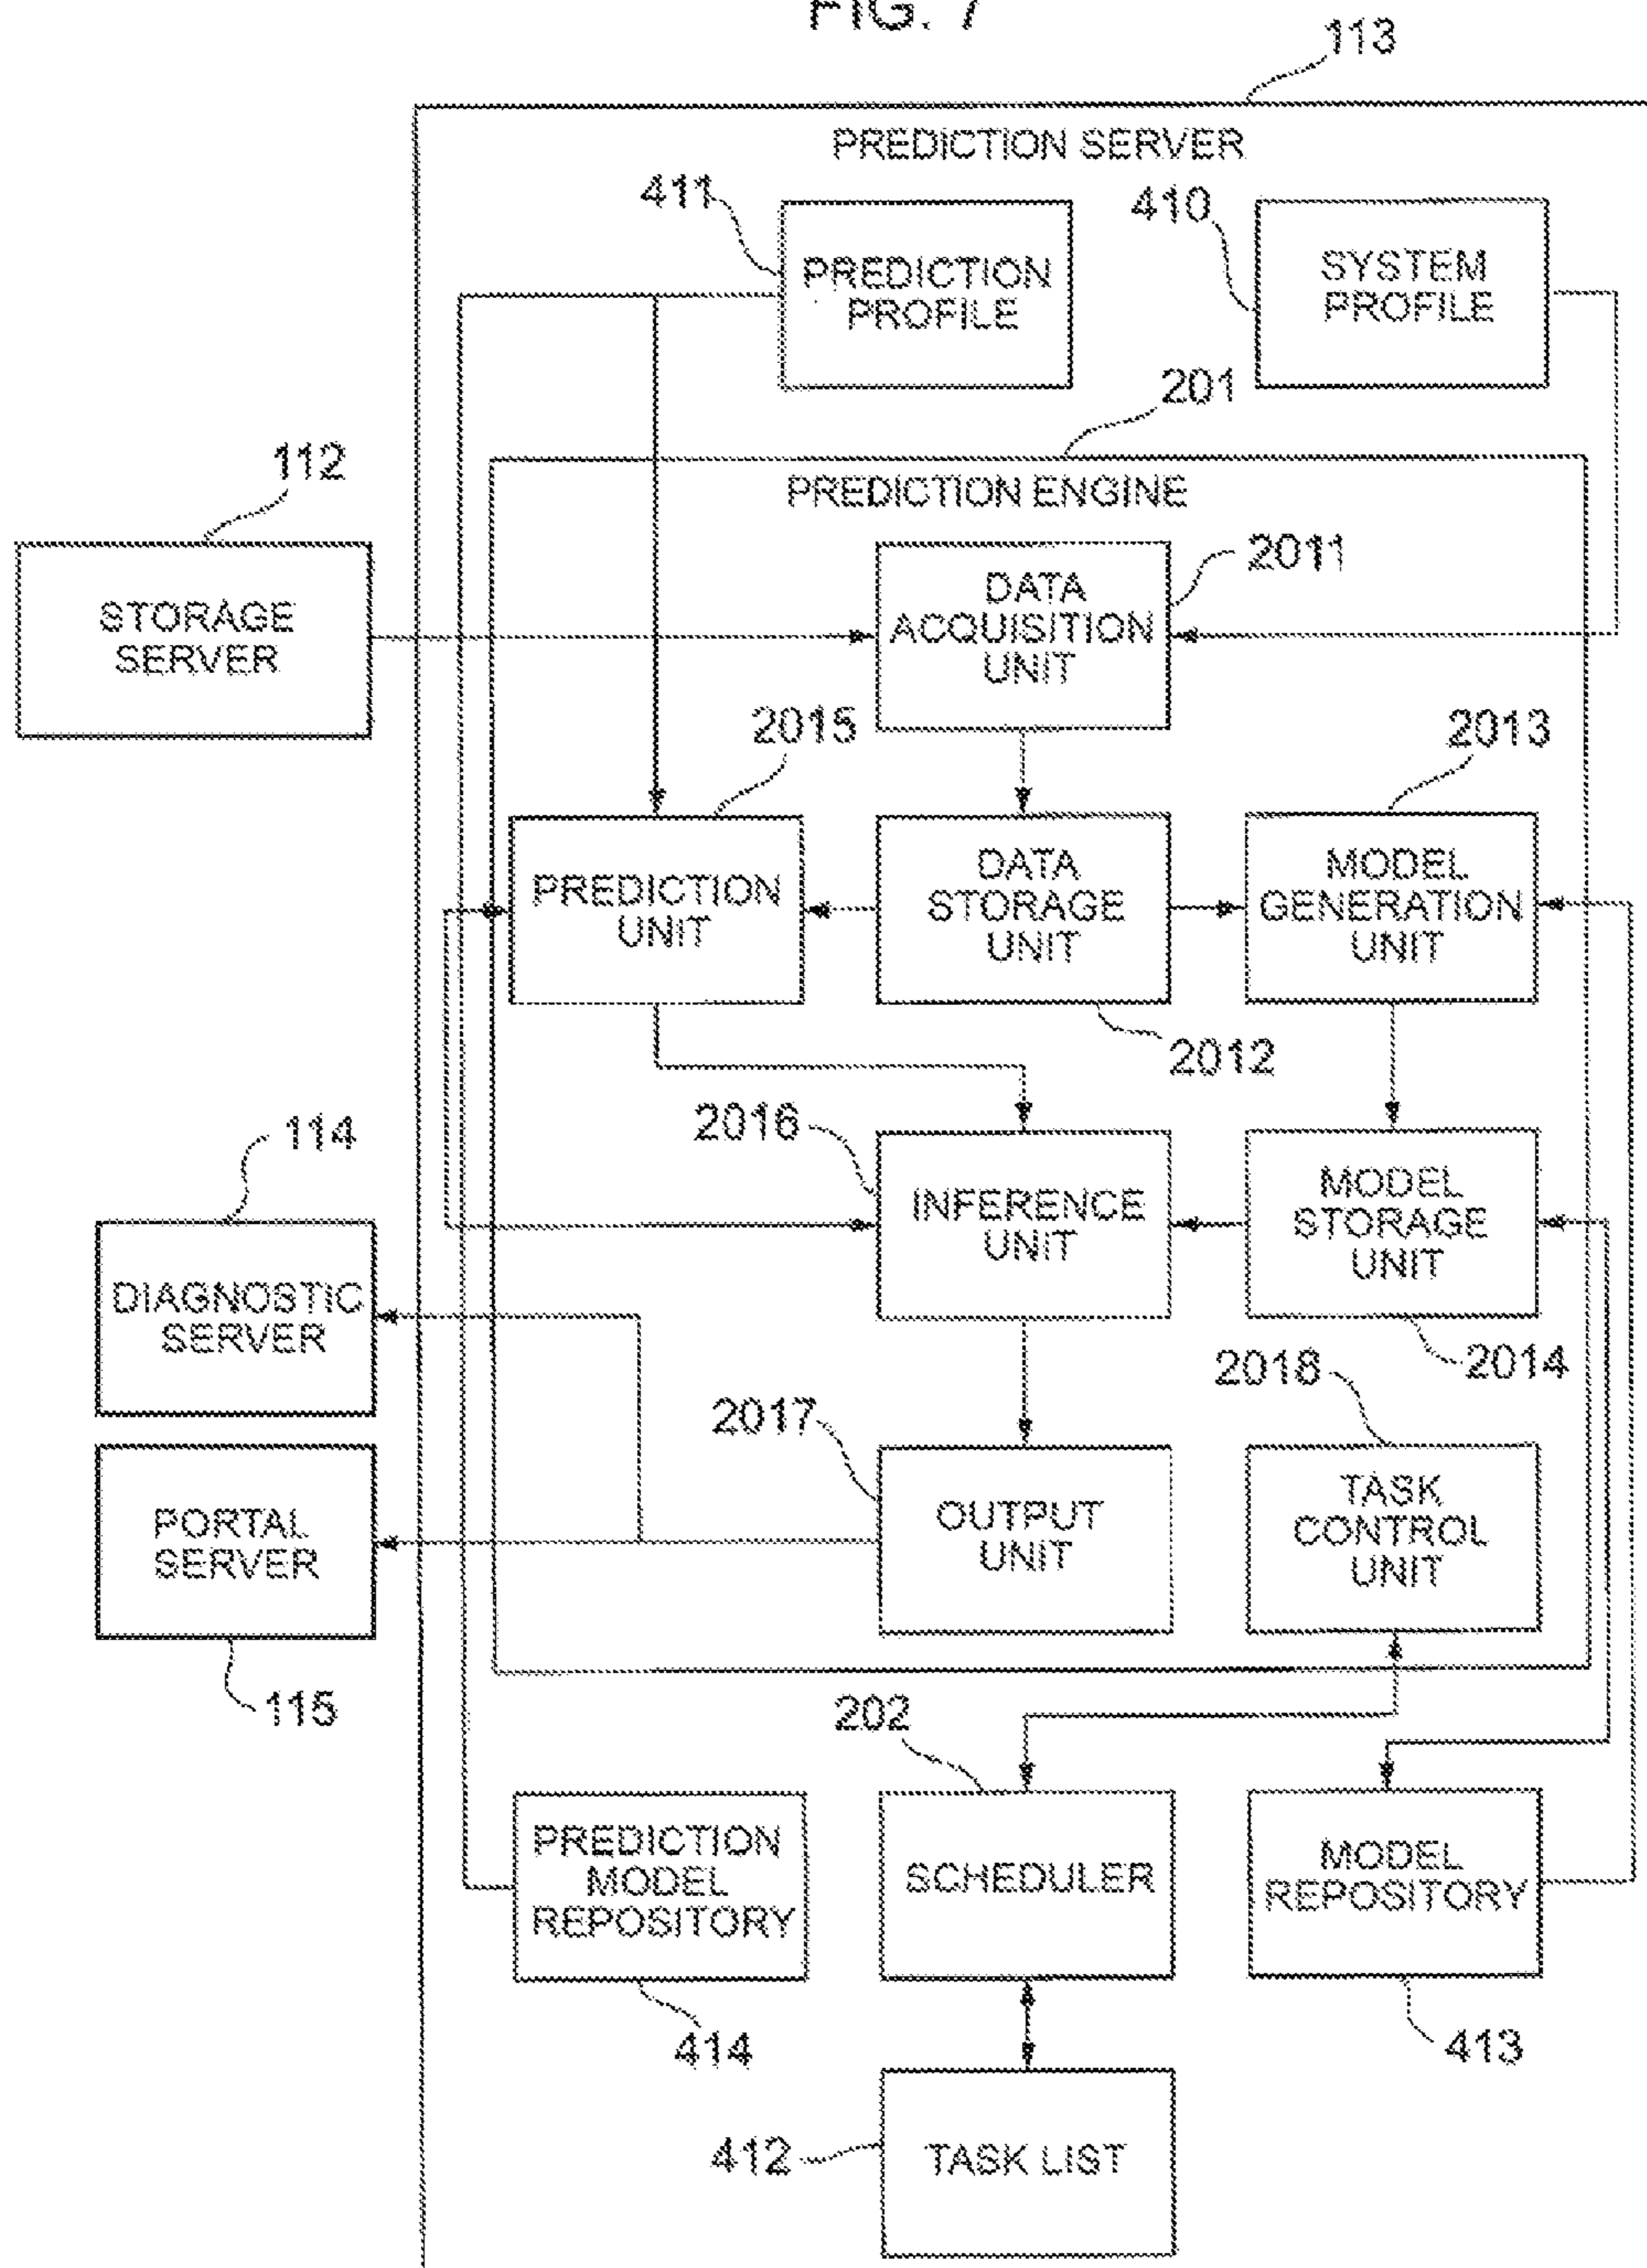 FIG. 7
113
PREDICTION SERVER
411
PREDICTION
PROFILE
410
SYSTEM
PROFILE
201
PREDICTION ENGINE
112
STORAGE
SERVER
DATA
ACQUISITION
UNIT
2011
2015
PREDICTION
UNIT
DATA
STORAGE
UNIT
2012
2013
MODEL
GENERATION
UNIT
114
DIAGNOSTIC
SERVER
2016
INFERENCE
UNIT
MODEL
STORAGE
UNIT
2014
2017
OUTPUT
UNIT
2018
TASK
CONTROL
UNIT
PORTAL
SERVER
115
202
PREDICTION
MODEL
REPOSITORY
414
SCHEDULER
MODEL
REPOSITORY
413
412
TASK LIST